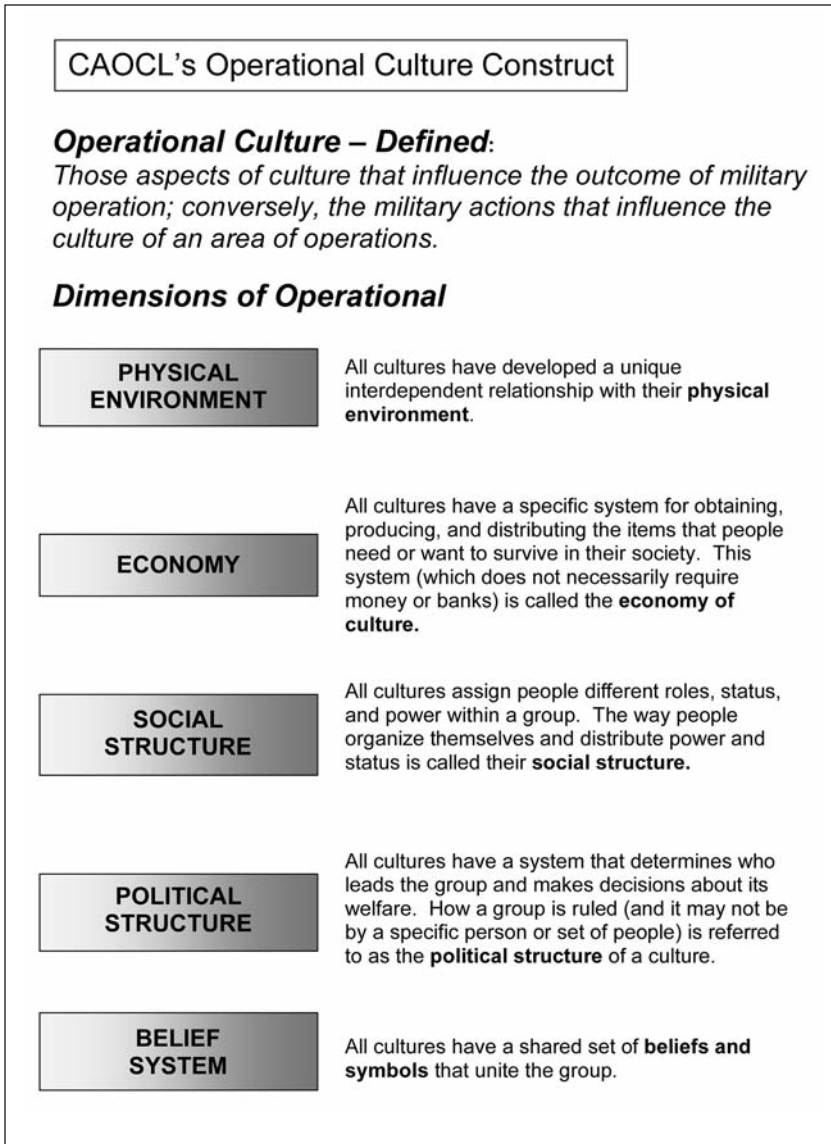 CAOCL's Operational Culture Construct
Operational Culture – Defined:
Those aspects of culture that influence the outcome of military
operation; conversely, the military actions that influence the
culture of an area of operations.
Dimensions of Operational
PHYSICAL
ENVIRONMENT
All cultures have developed a unique
interdependent relationship with their physical
environment.
ECONOMY
All cultures have a specific system for obtaining,
producing, and distributing the items that people
need or want to survive in their society.  This
system (which does not necessarily require
money or banks) is called the economy of
culture.
SOCIAL
STRUCTURE
All cultures assign people different roles, status,
and power within a group.  The way people
organize themselves and distribute power and
status is called their social structure.
POLITICAL
STRUCTURE
All cultures have a system that determines who
leads the group and makes decisions about its
welfare.  How a group is ruled (and it may not be
by a specific person or set of people) is referred
to as the political structure of a culture.
BELIEF
SYSTEM
All cultures have a shared set of beliefs and
symbols that unite the group.